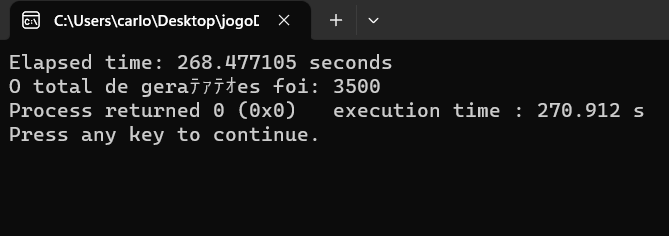 C:\Users\carlo\Desktop\jogoD
Elapsed time: 268.477105 seconds
O total de geraﾃｧﾃｵes foi: 3500
Process returned 0 (0x0)   execution time : 270.912 s
Press any key to continue.